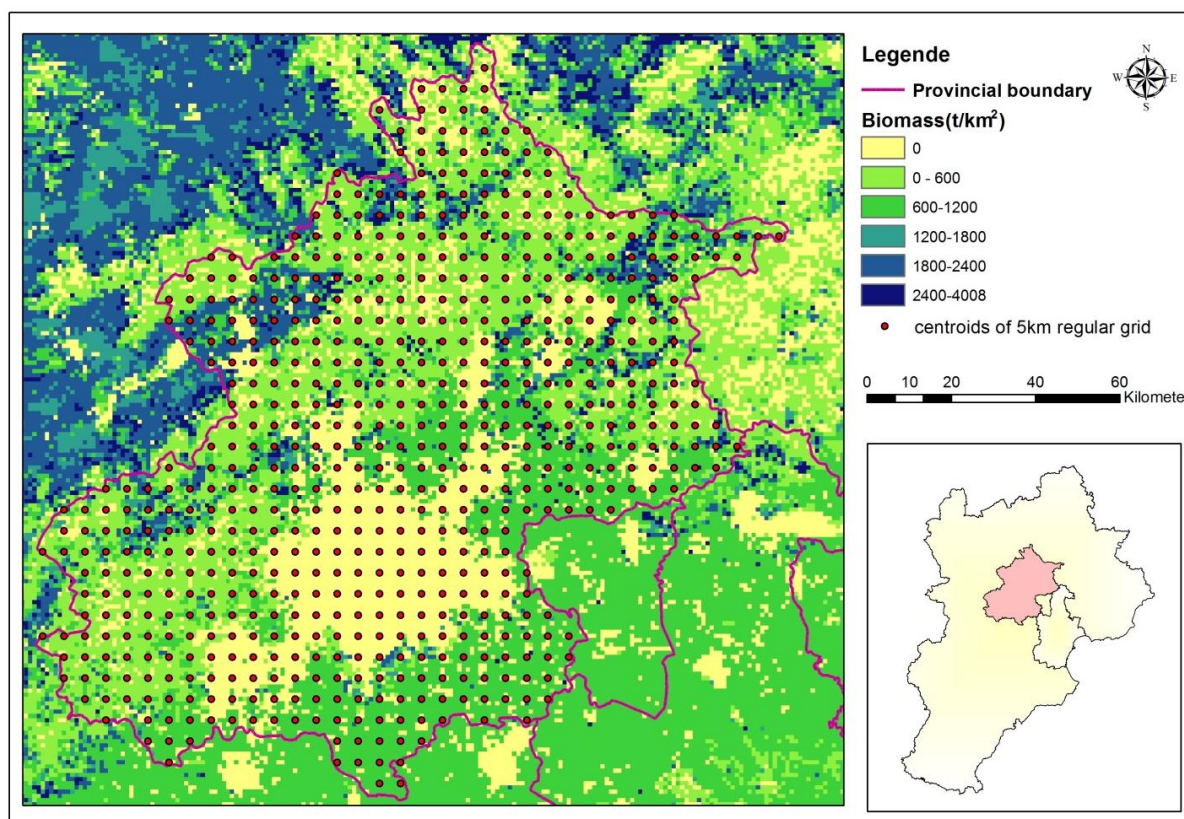 Legende
N
W E
S
Provincial boundary
Biomass(t/km²)
0
0 - 600
600-1200
1200-1800
1800-2400
2400-4008
centroids of 5km regular grid
0 10 20 40 60
Kilomete